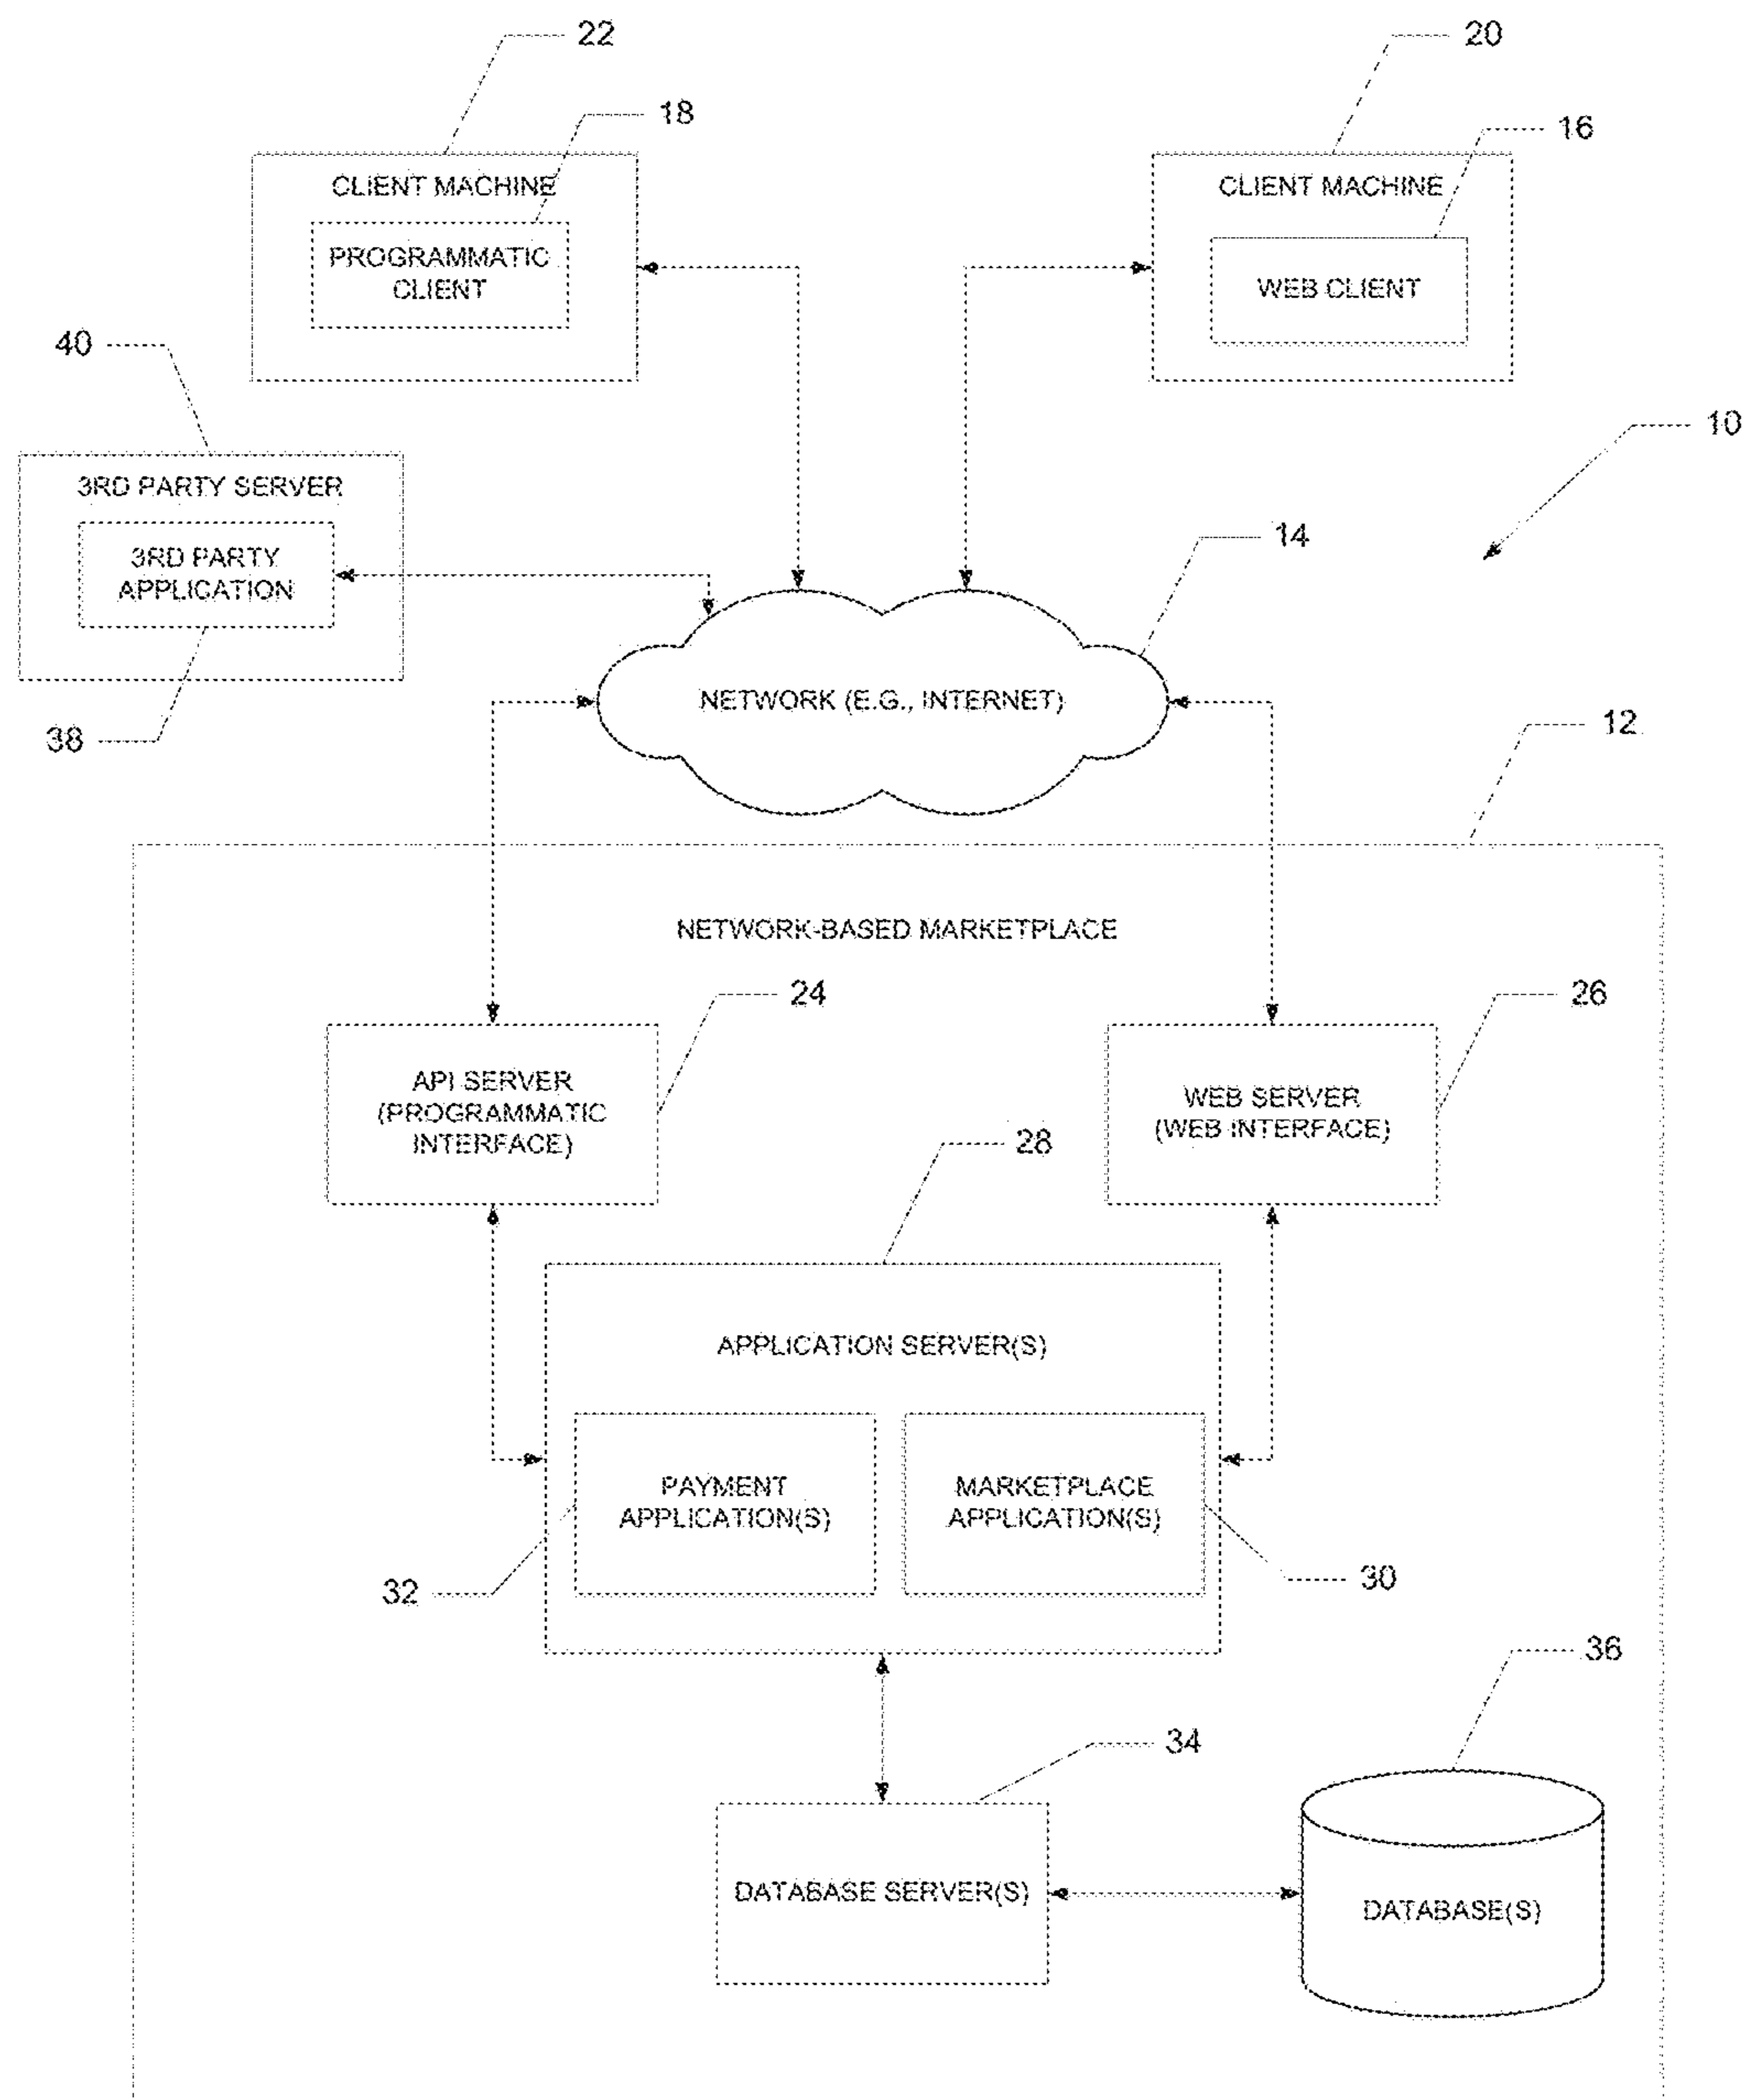 22
20
18
16
CLIENT MACHINE
CLIENT MACHINE
PROGRAMMATIC
CLIENT
WEB CLIENT
40
10
3RD PARTY SERVER
14
3RD PARTY
APPLICATION
NETWORK (E.G., INTERNET)
38
12
NETWORK-BASED MARKETPLACE
24
26
API SERVER
(PROGRAMMATIC
INTERFACE)
WEB SERVER
(WEB INTERFACE)
28
APPLICATION SERVER(S)
PAYMENT
APPLICATION(S)
MARKETPLACE
APPLICATION(S)
32
30
36
34
DATABASE SERVER(S)
DATABASE(S)